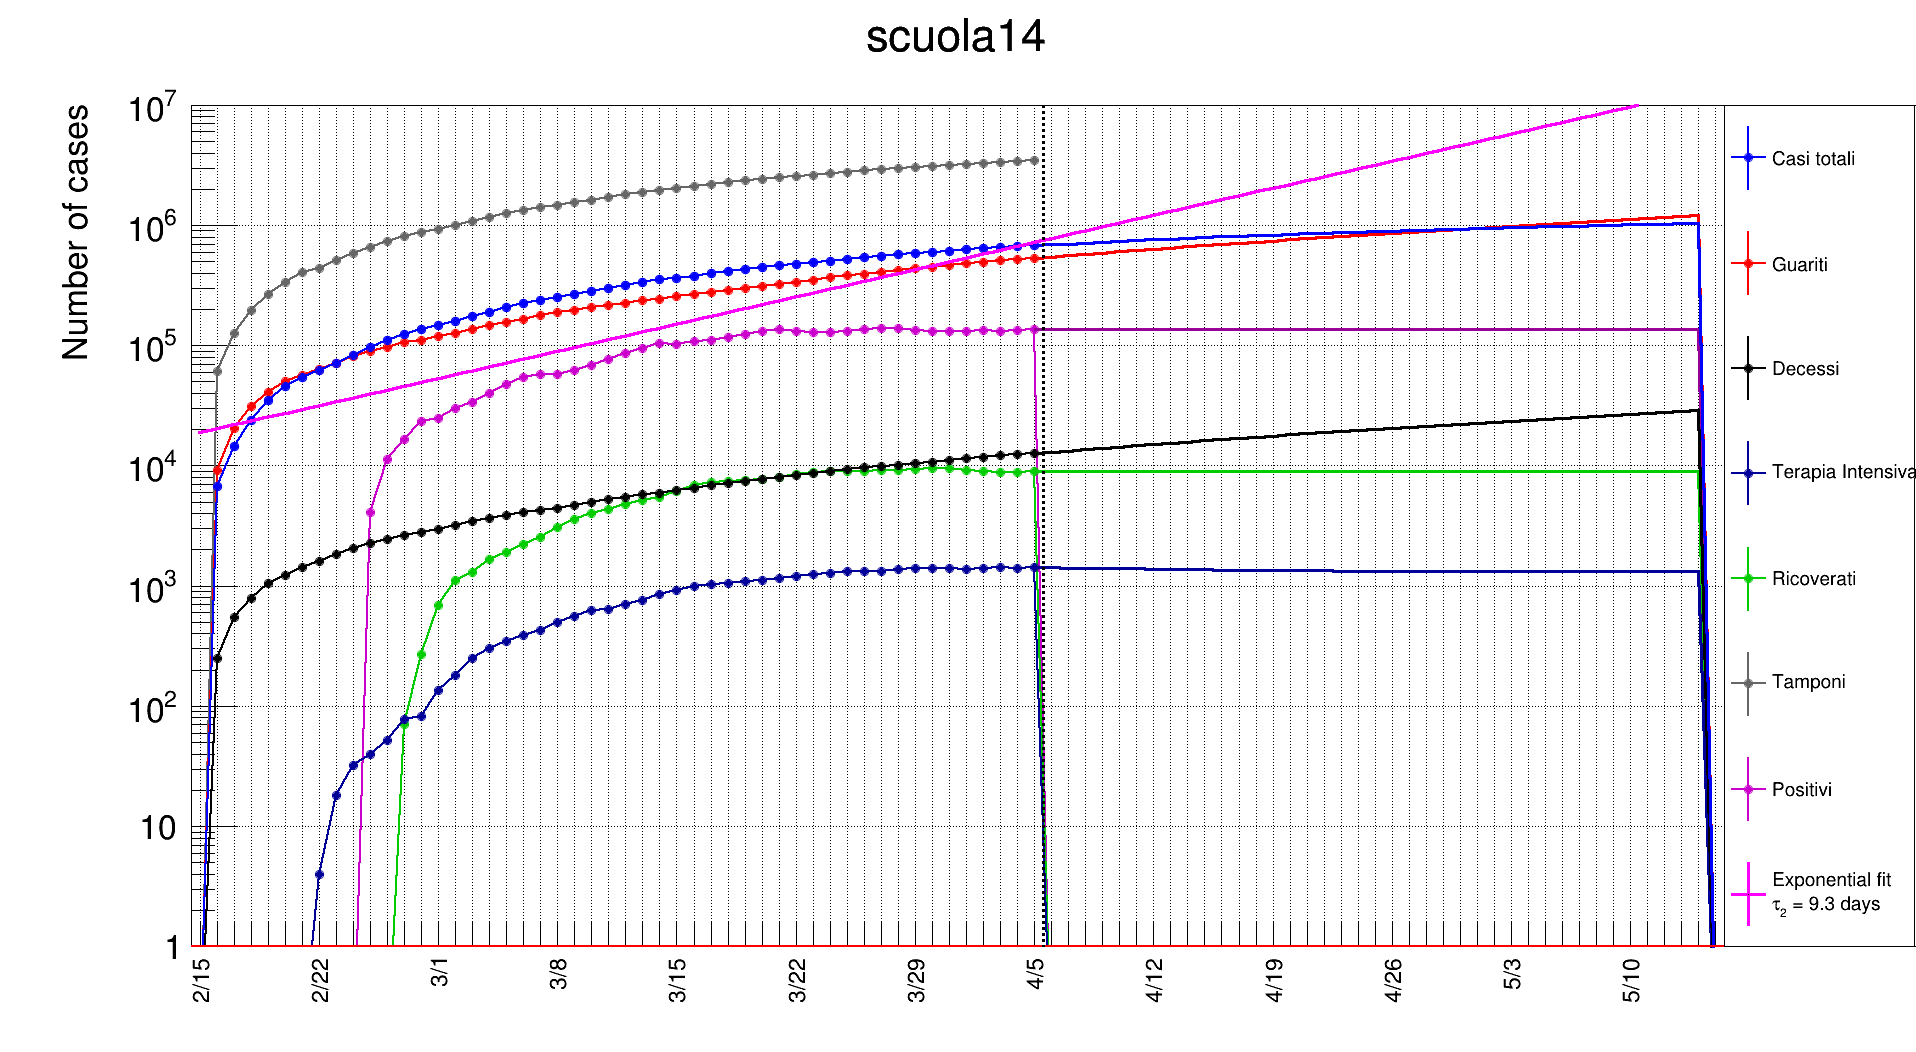 scuola14
Number of cases
10^7
10^6
10^5
10^4
10^3
10^2
10
1
2/15
2/22
3/1
3/8
3/15
3/22
3/29
4/5
4/12
4/19
4/26
5/3
5/10
Casi totali
Guariti
Decessi
Terapia Intensiva
Ricoverati
Tamponi
Positivi
Exponential fit
τ_2 = 9.3 days